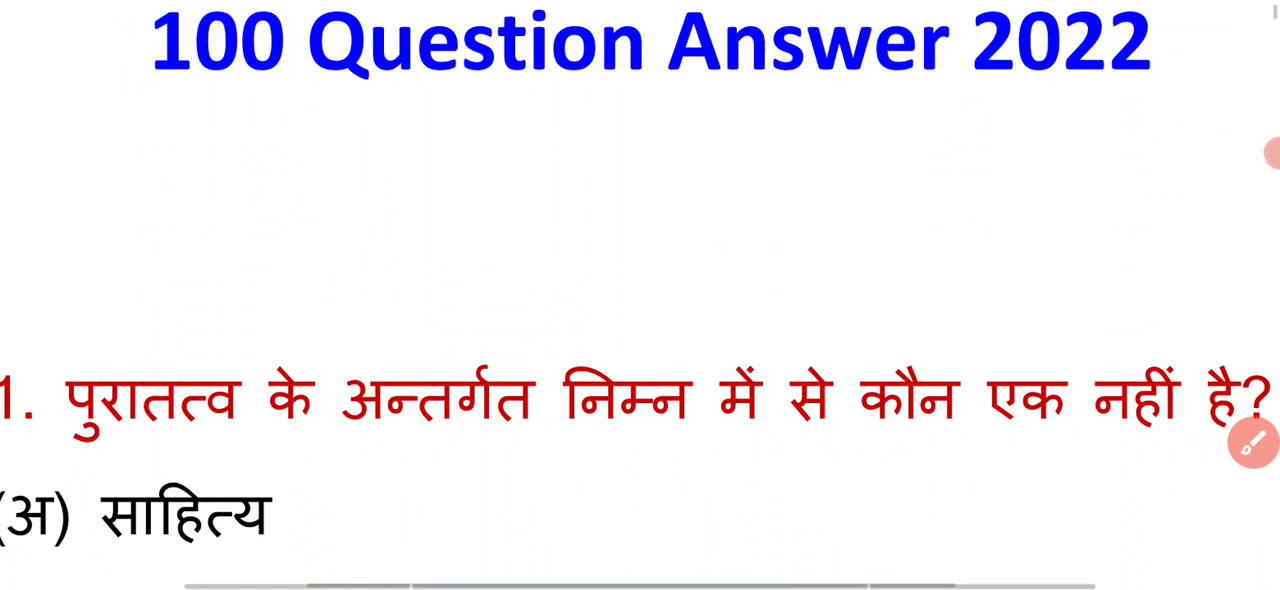 100 Question Answer 2022
1. पुरातत्व के अन्तर्गत निम्न में से कौन एक नहीं है?
(अ) साहित्य